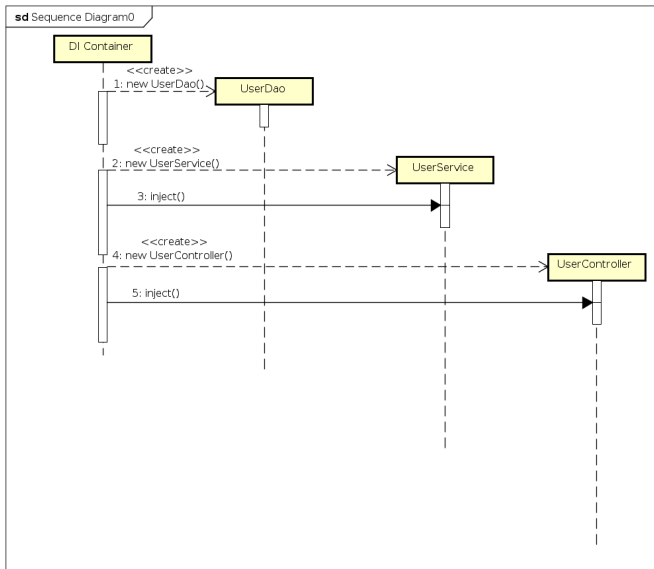 sd Sequence Diagram0
DI Container
<<create>>
1: new UserDao()
UserDao
<<create>>
2: new UserService()
UserService
3: inject()
<<create>>
4: new UserController()
UserController
5: inject()